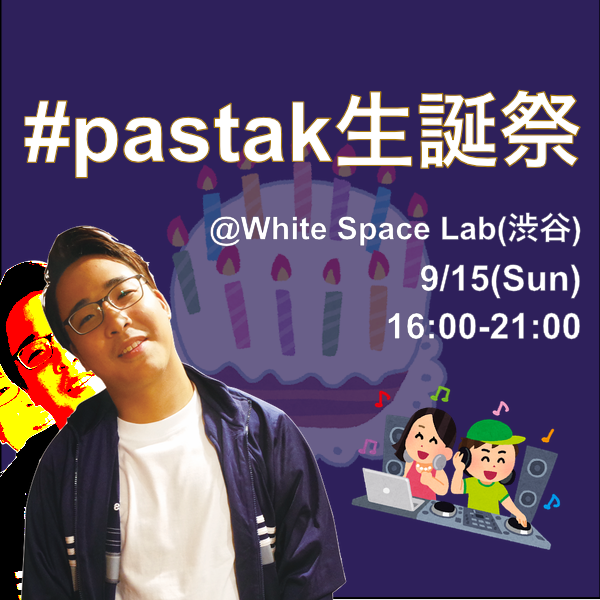 #pastak生誕祭
@White Space Lab(渋谷)
9/15(Sun)
16:00-21:00